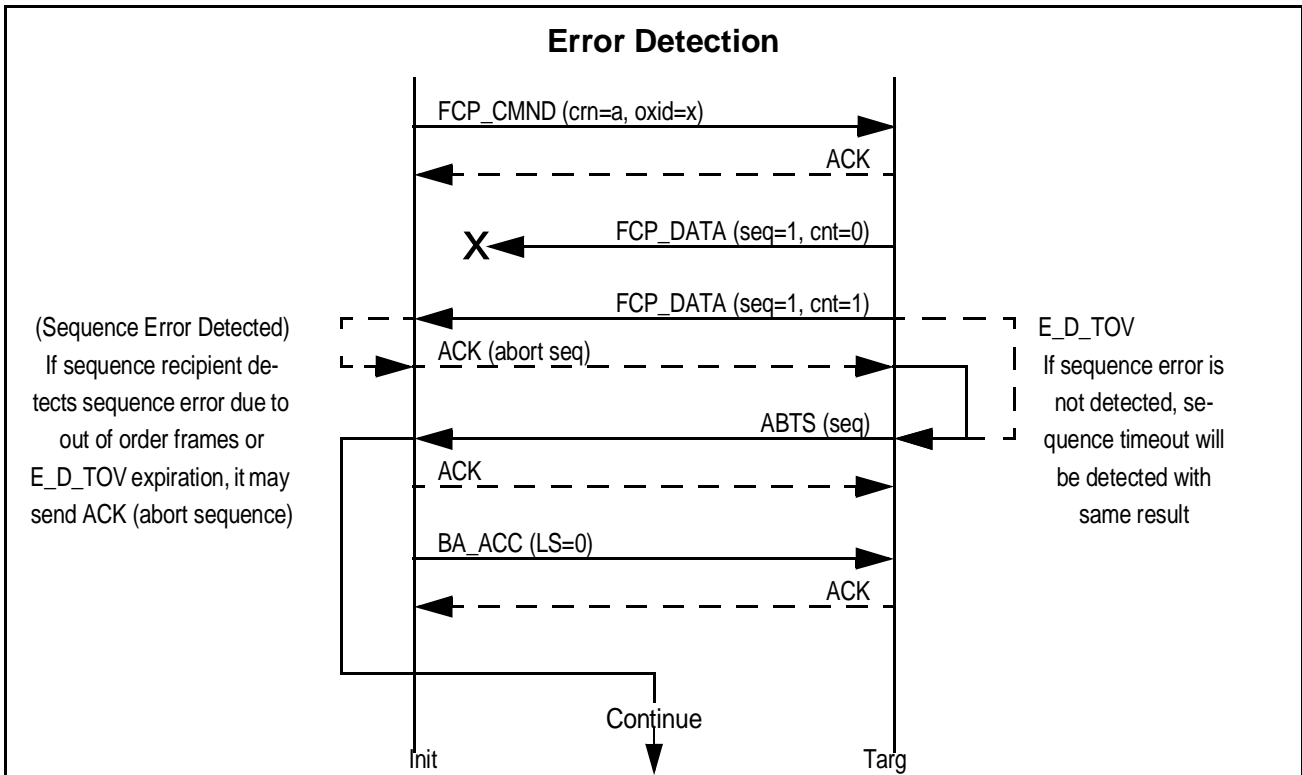 Error Detection
FCP_CMND (crn=a, oxid=x)
ACK
FCP_DATA (seq=1, cnt=0)
X
FCP_DATA (seq=1, cnt=1)
(Sequence Error Detected)
If sequence recipient de-
tects sequence error due to
out of order frames or
E_D_TOV expiration, it may
send ACK (abort sequence)
ACK (abort seq)
E_D_TOV
If sequence error is
not detected, se-
quence timeout will
be detected with
same result
ABTS (seq)
ACK
BA_ACC (LS=0)
ACK
Continue
Init
Targ